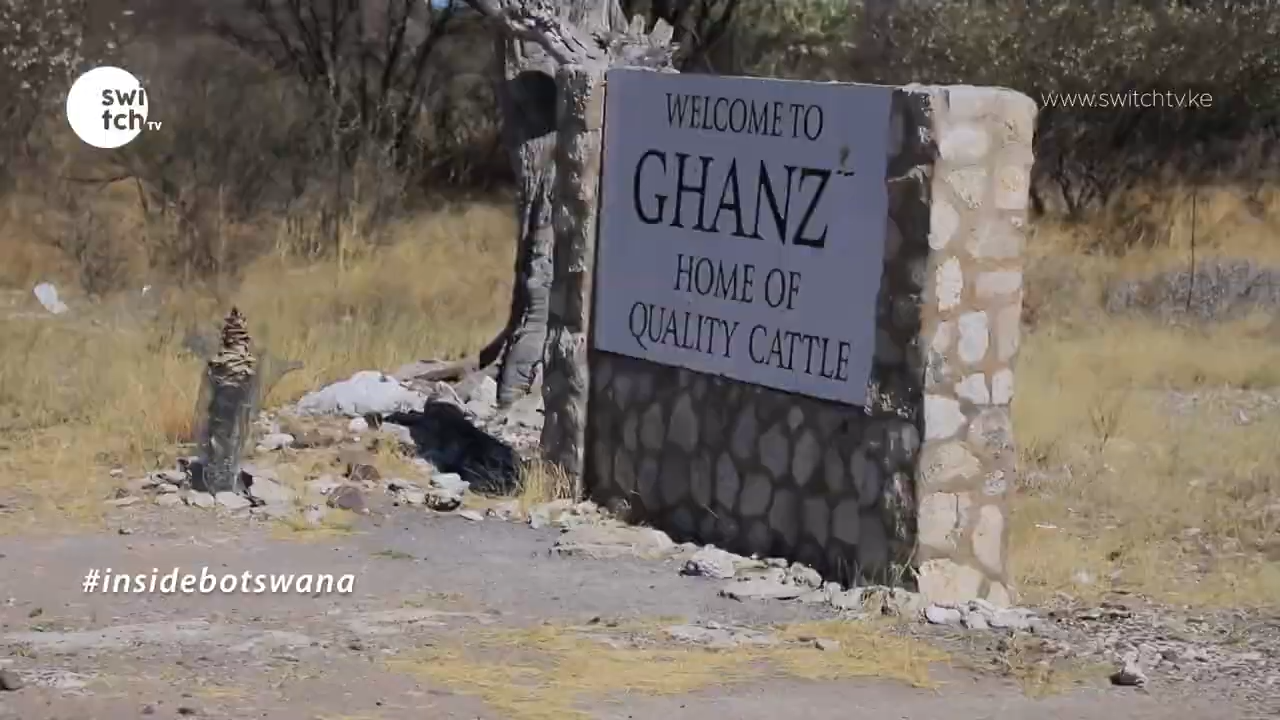 swi
tch TV
www.switchtv.ke
WELCOME TO
GHANZ
HOME OF
QUALITY CATTLE
#insidebotswana